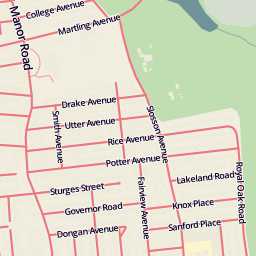 College Avenue
Martling Avenue
Manor Road
Drake Avenue
Slosson Avenue
Smith Avenue
Utter Avenue
Rice Avenue
Potter Avenue
Royal Oak Road
Lakeland Road
Sturges Street
Fairview Avenue
Governor Road
Knox Place
Dongan Avenue
Sanford Place